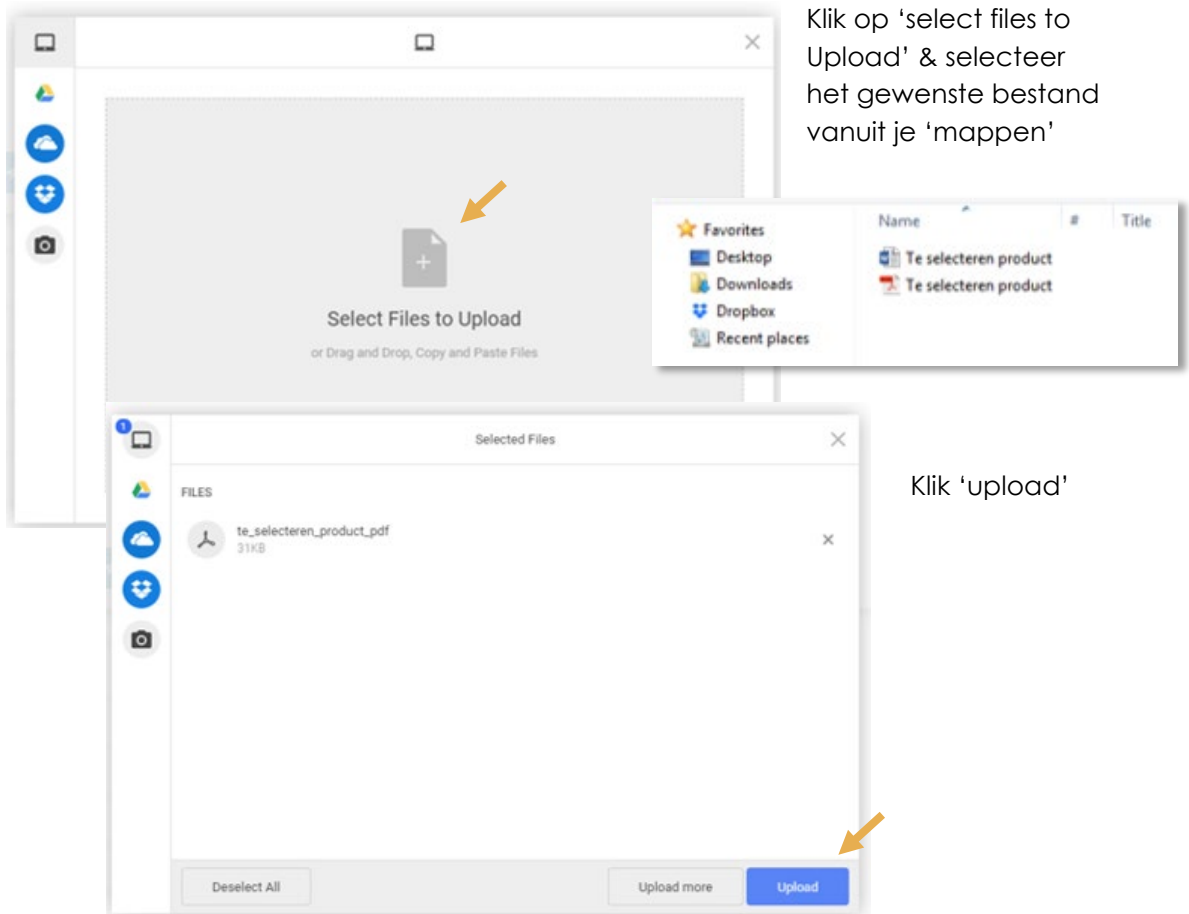 Klik op ‘select files to
Upload’ & selecteer
het gewenste bestand
vanuit je ‘mappen’
Select Files to Upload
or Drag and Drop, Copy and Paste Files
Favorites
Desktop
Downloads
Dropbox
Recent places
Name # Title
Te selecteren product
Te selecteren product
1
Selected Files
FILES
te_selecteren_product_pdf
31KB
Klik ‘upload’
Deselect All
Upload more
Upload